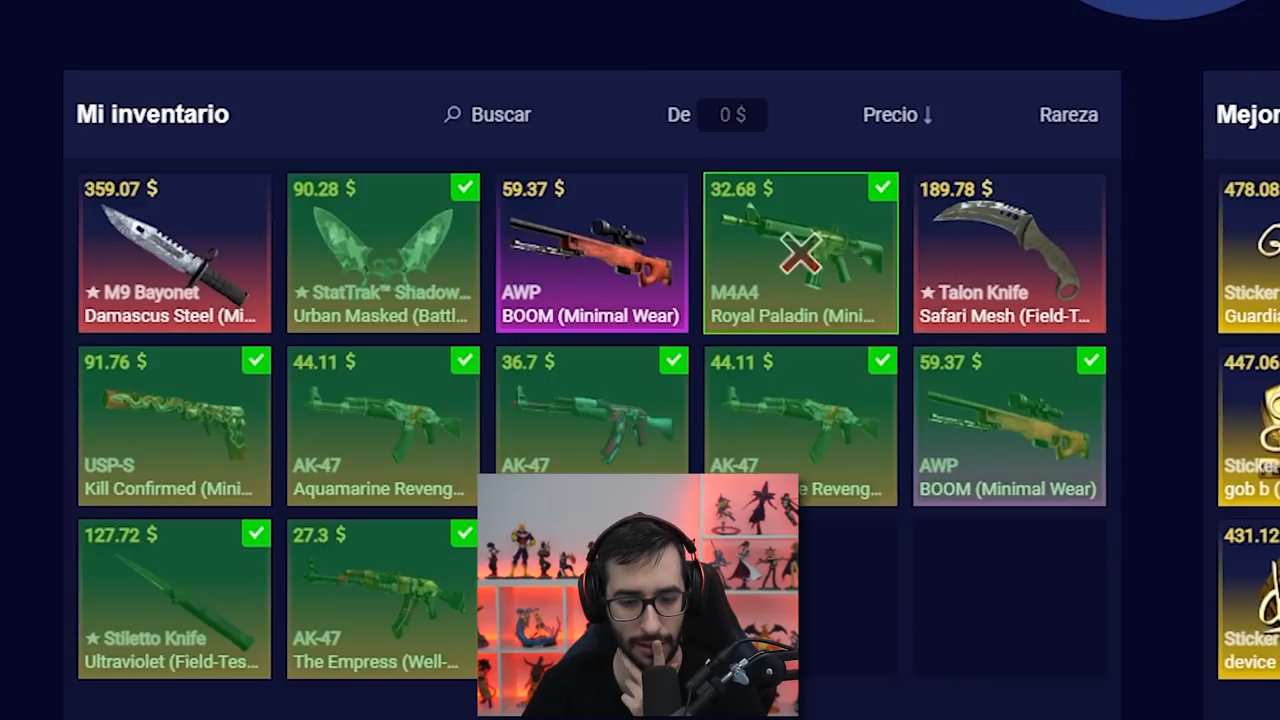 Mi inventario
Buscar
De 0 $
Precio ↓
Rareza
Mejor
359.07 $
★ M9 Bayonet
Damascus Steel (Mi...
90.28 $
★ StatTrak™ Shadow...
Urban Masked (Battl...
59.37 $
AWP
BOOM (Minimal Wear)
32.68 $
M4A4
Royal Paladin (Mini...
189.78 $
★ Talon Knife
Safari Mesh (Field-T...
478.08
Sticker
Guardia
91.76 $
USP-S
Kill Confirmed (Mini...
44.11 $
AK-47
Aquamarine Reveng...
36.7 $
AK-47
44.11 $
AK-47
e Reveng...
59.37 $
AWP
BOOM (Minimal Wear)
447.06
Sticker
gob b (
127.72 $
★ Stiletto Knife
Ultraviolet (Field-Tes...
27.3 $
AK-47
The Empress (Well-...
431.12
Sticker
device